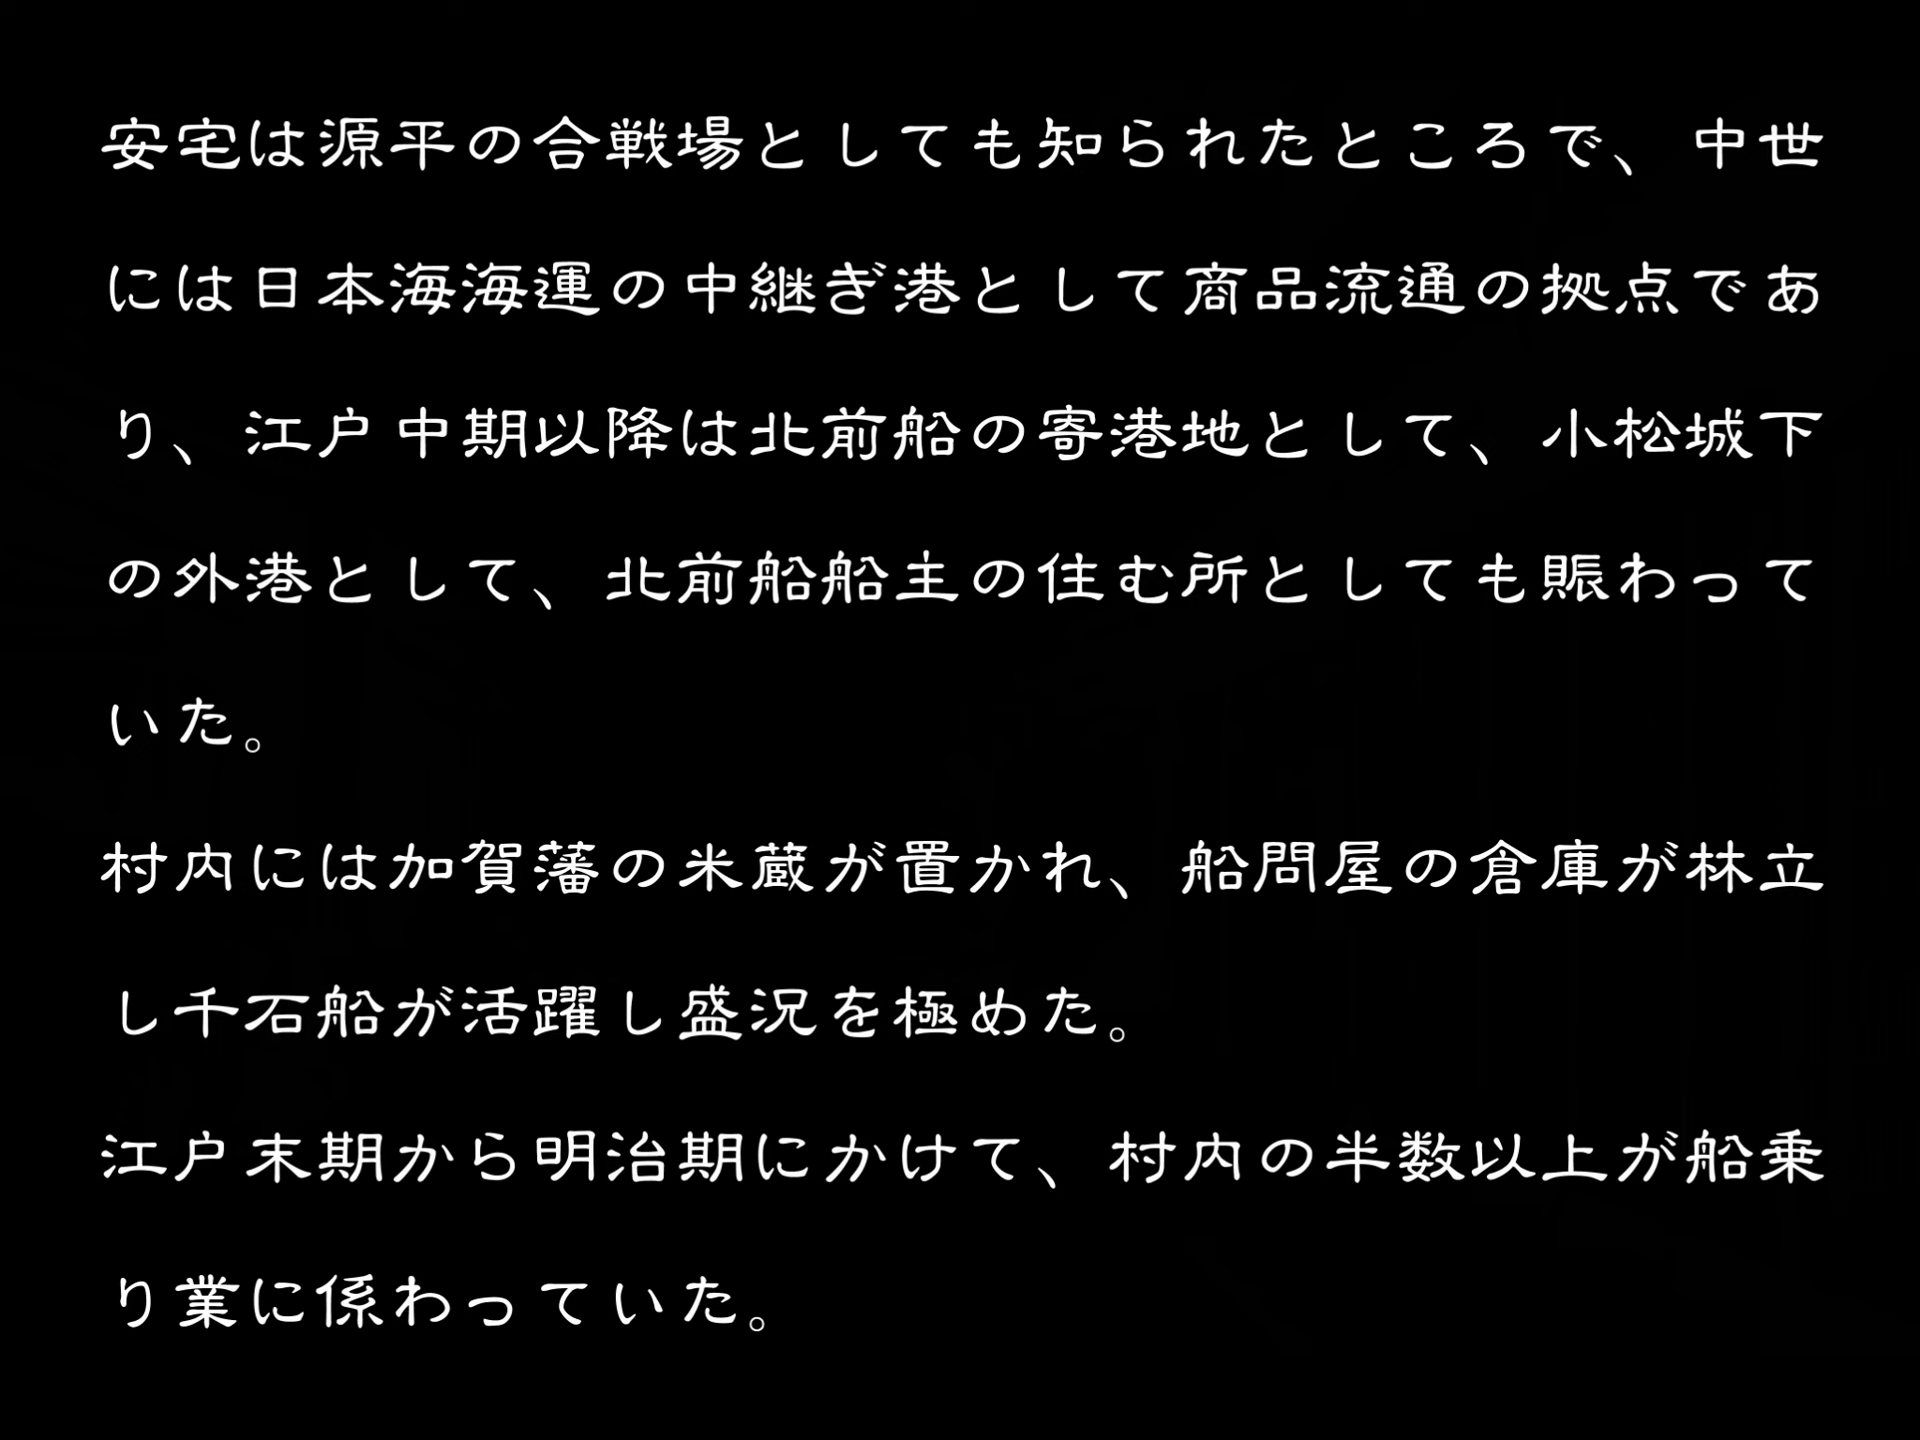 安宅は源平の合戦場としても知られたところで、中世
には日本海海運の中継ぎ港として商品流通の拠点であ
り、江戸中期以降は北前船の寄港地として、小松城下
の外港として、北前船船主の住む所としても賑わって
いた。
村内には加賀藩の米蔵が置かれ、船問屋の倉庫が林立
し千石船が活躍し盛況を極めた。
江戸末期から明治期にかけて、村内の半数以上が船乗
り業に係わっていた。